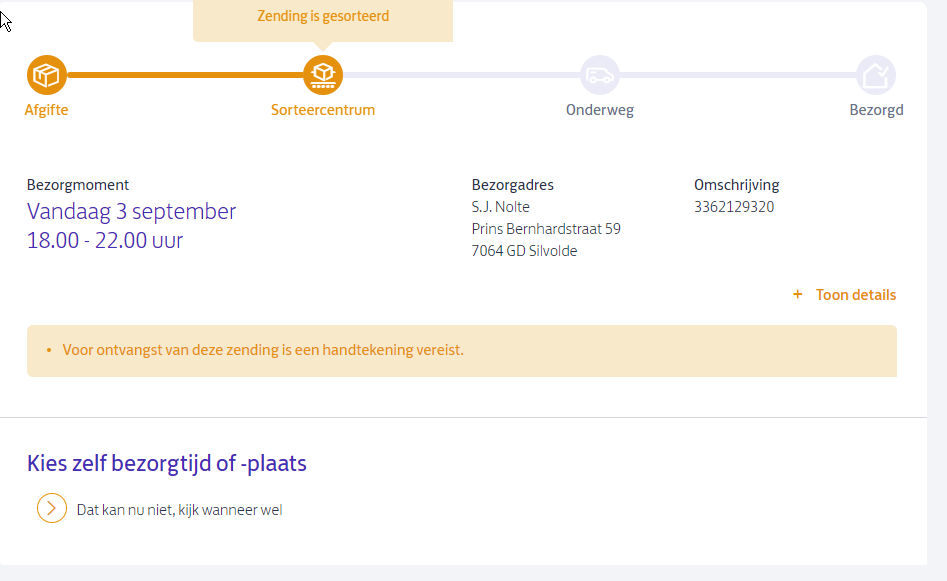 Zending is gesorteerd
Afgifte
Sorteercentrum
Onderweg
Bezorgd
Bezorgmoment
Vandaag 3 september
18.00 - 22.00 uur
Bezorgadres
S.J. Nolte
Prins Bernhardstraat 59
7064 GD Silvolde
Omschrijving
3362129320
+ Toon details
• Voor ontvangst van deze zending is een handtekening vereist.
Kies zelf bezorgtijd of -plaats
Dat kan nu niet, kijk wanneer wel